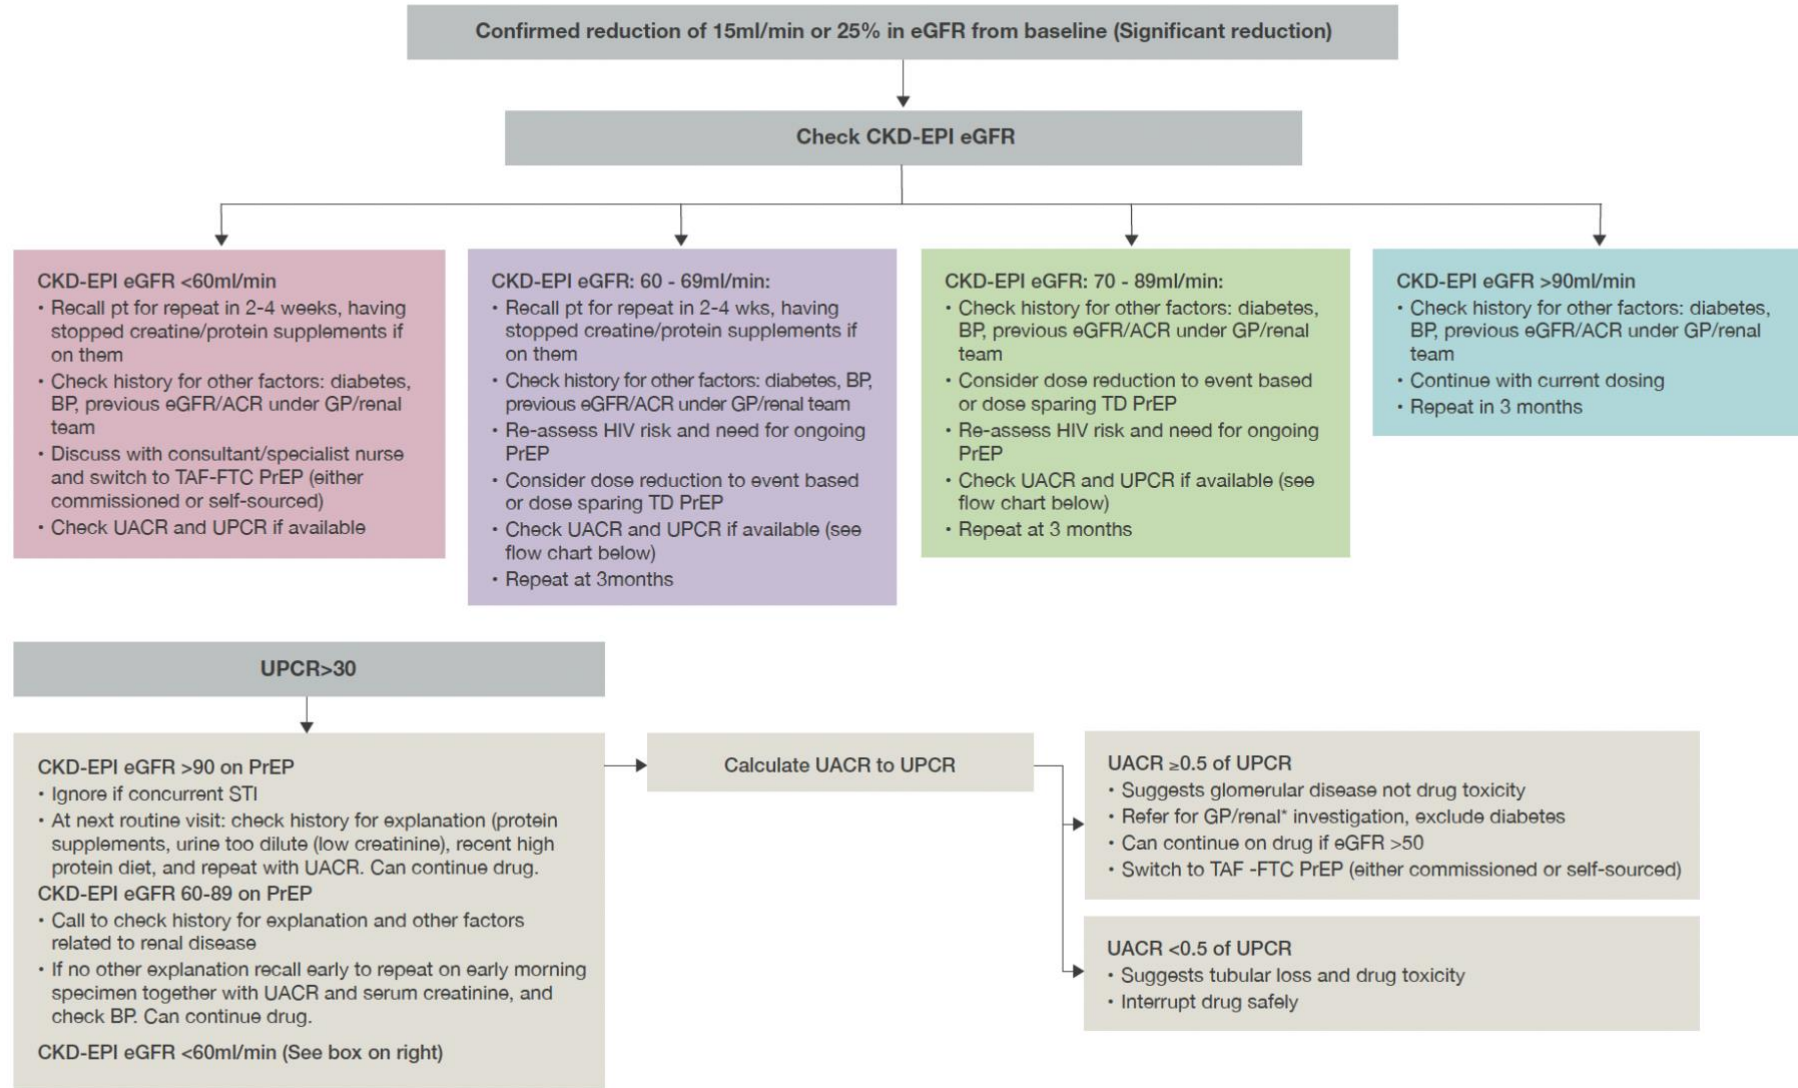 Confirmed reduction of 15ml/min or 25% in eGFR from baseline (Significant reduction)
Check CKD-EPI eGFR
CKD-EPI eGFR <60ml/min
• Recall pt for repeat in 2-4 weeks, having
stopped creatine/protein supplements if
on them
• Check history for other factors: diabetes,
BP, previous eGFR/ACR under GP/renal
team
• Discuss with consultant/specialist nurse
and switch to TAF-FTC PrEP (either
commissioned or self-sourced)
• Check UACR and UPCR if available
CKD-EPI eGFR: 60 - 69ml/min:
• Recall pt for repeat in 2-4 wks, having
stopped creatine/protein supplements if
on them
• Check history for other factors: diabetes, BP,
previous eGFR/ACR under GP/renal team
• Re-assess HIV risk and need for ongoing
PrEP
• Consider dose reduction to event based
or dose sparing TD PrEP
• Check UACR and UPCR if available (see
flow chart below)
• Repeat at 3months
CKD-EPI eGFR: 70 - 89ml/min:
• Check history for other factors: diabetes,
BP, previous eGFR/ACR under GP/renal
team
• Consider dose reduction to event based
or dose sparing TD PrEP
• Re-assess HIV risk and need for ongoing
PrEP
• Check UACR and UPCR if available (see
flow chart below)
• Repeat at 3 months
CKD-EPI eGFR >90ml/min
• Check history for other factors: diabetes,
BP, previous eGFR/ACR under GP/renal
team
• Continue with current dosing
• Repeat in 3 months
UPCR>30
CKD-EPI eGFR >90 on PrEP
• Ignore if concurrent STI
• At next routine visit: check history for explanation (protein
supplements, urine too dilute (low creatinine), recent high
protein diet, and repeat with UACR. Can continue drug.
CKD-EPI eGFR 60-89 on PrEP
• Call to check history for explanation and other factors
related to renal disease
• If no other explanation recall early to repeat on early morning
specimen together with UACR and serum creatinine, and
check BP. Can continue drug.
CKD-EPI eGFR <60ml/min (See box on right)
Calculate UACR to UPCR
UACR ≥0.5 of UPCR
• Suggests glomerular disease not drug toxicity
• Refer for GP/renal* investigation, exclude diabetes
• Can continue on drug if eGFR >50
• Switch to TAF -FTC PrEP (either commissioned or self-sourced)
UACR <0.5 of UPCR
• Suggests tubular loss and drug toxicity
• Interrupt drug safely